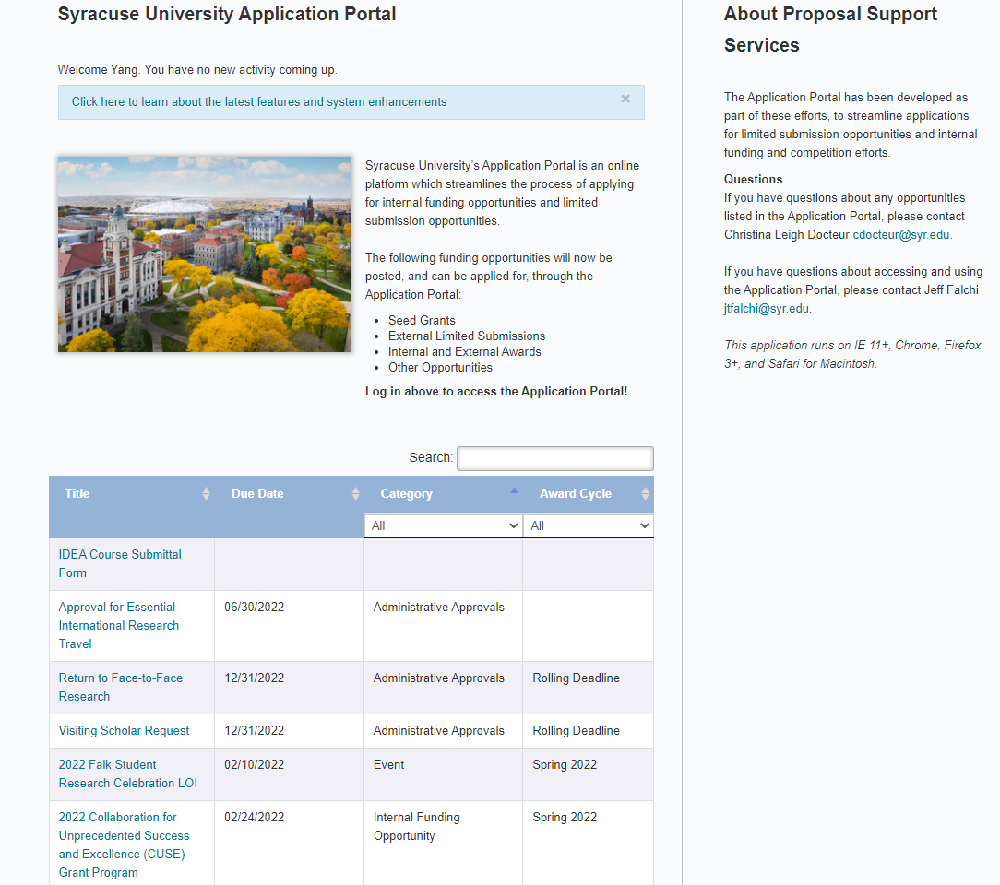 Syracuse University Application Portal
Welcome Yang. You have no new activity coming up.
Click here to learn about the latest features and system enhancements ×
Syracuse University's Application Portal is an online
platform which streamlines the process of applying
for internal funding opportunities and limited
submission opportunities.
The following funding opportunities will now be
posted, and can be applied for, through the
Application Portal:
• Seed Grants
• External Limited Submissions
• Internal and External Awards
• Other Opportunities
Log in above to access the Application Portal!
Search:
Title Due Date Category Award Cycle
All All
IDEA Course Submittal
Form
Approval for Essential 06/30/2022 Administrative Approvals
International Research
Travel
Return to Face-to-Face 12/31/2022 Administrative Approvals Rolling Deadline
Research
Visiting Scholar Request 12/31/2022 Administrative Approvals Rolling Deadline
2022 Falk Student 02/10/2022 Event Spring 2022
Research Celebration LOI
2022 Collaboration for 02/24/2022 Internal Funding Spring 2022
Unprecedented Success Opportunity
and Excellence (CUSE)
Grant Program
About Proposal Support
Services
The Application Portal has been developed as
part of these efforts, to streamline applications
for limited submission opportunities and internal
funding and competition efforts.
Questions
If you have questions about any opportunities
listed in the Application Portal, please contact
Christina Leigh Docteur cdocteur@syr.edu.
If you have questions about accessing and using
the Application Portal, please contact Jeff Falchi
jtfalchi@syr.edu.
This application runs on IE 11+, Chrome, Firefox
3+, and Safari for Macintosh.